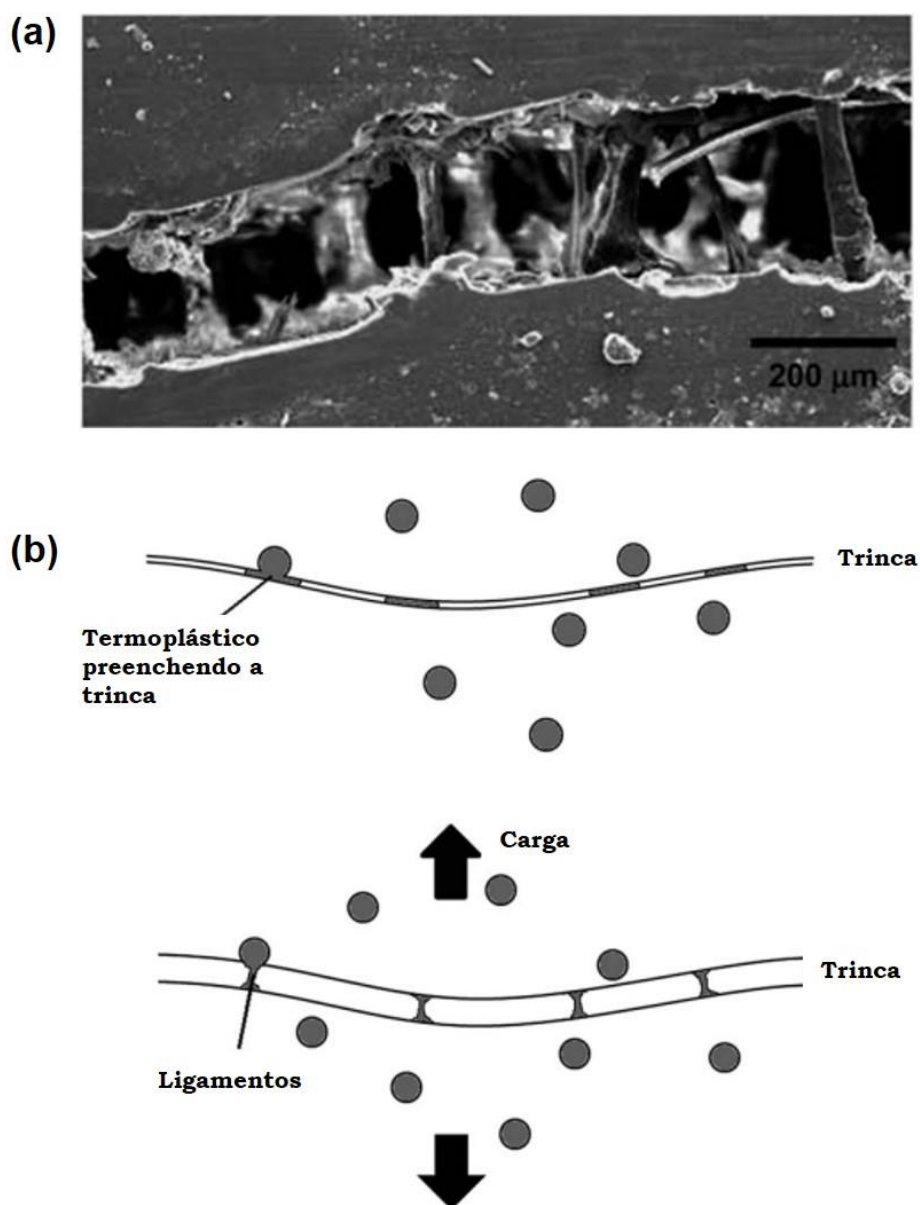 (a)
200 μm
(b)
Trinca
Termoplástico
preenchendo a
trinca
Carga
Trinca
Ligamentos